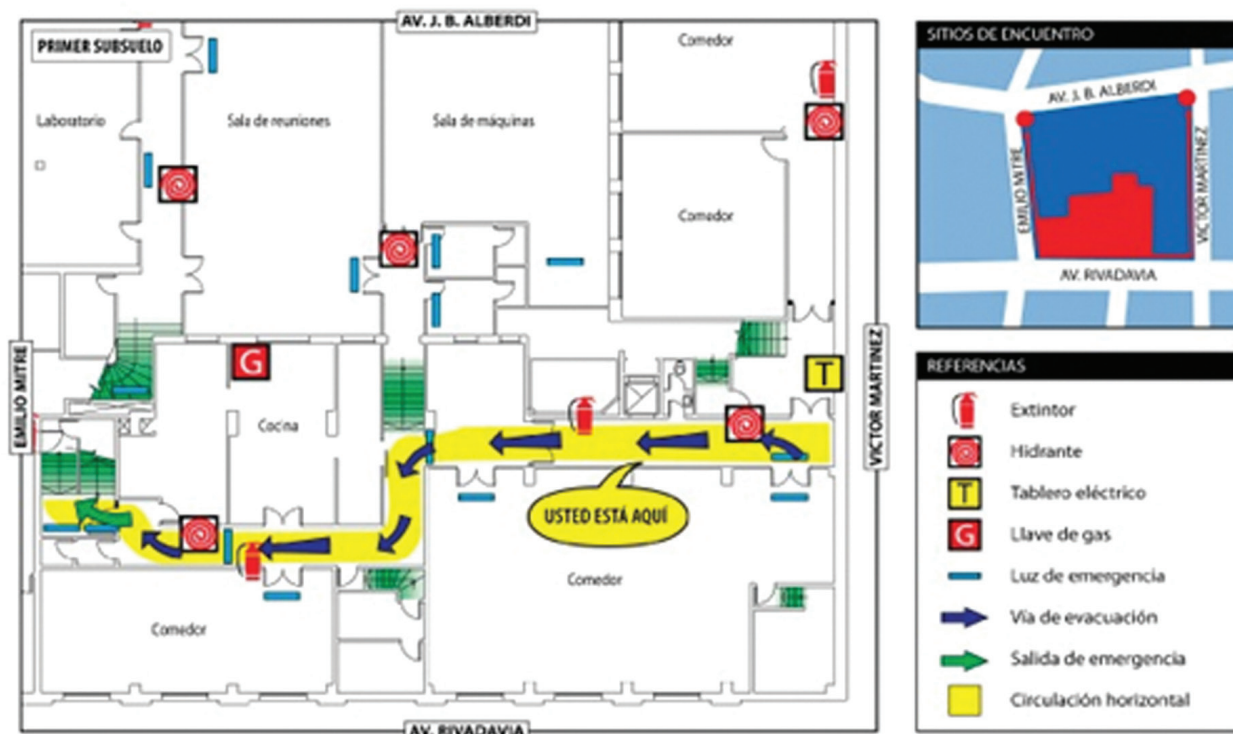 AV. J. B. ALBERDI
PRIMER SUBSUELO
Laboratorio
Sala de reuniones
Sala de máquinas
Comedor
Comedor
EMILIO MITRE
G
Cocina
T
VICTOR MARTINEZ
USTED ESTÁ AQUÍ
Comedor
Comedor
AV. RIVADAVIA
SITIOS DE ENCUENTRO
AV. J. B. ALBERDI
EMILIO MITRE
VICTOR MARTINEZ
AV. RIVADAVIA
REFERENCIAS
Extintor
Hidrante
T Tablero eléctrico
G Llave de gas
Luz de emergencia
Vía de evacuación
Salida de emergencia
Circulación horizontal